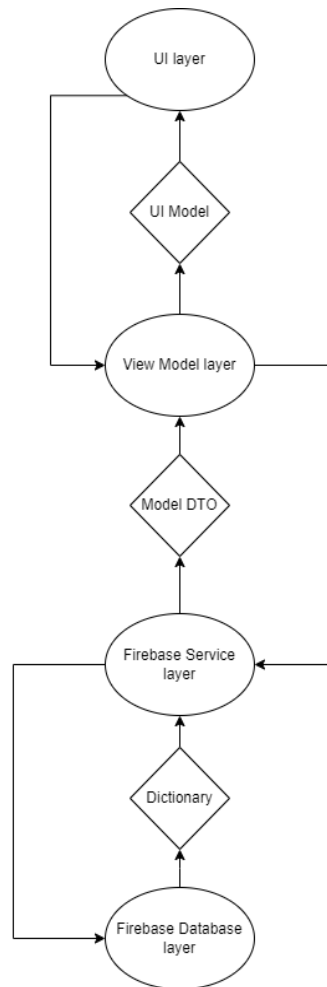 UI layer
UI Model
View Model layer
Model DTO
Firebase Service
layer
Dictionary
Firebase Database
layer